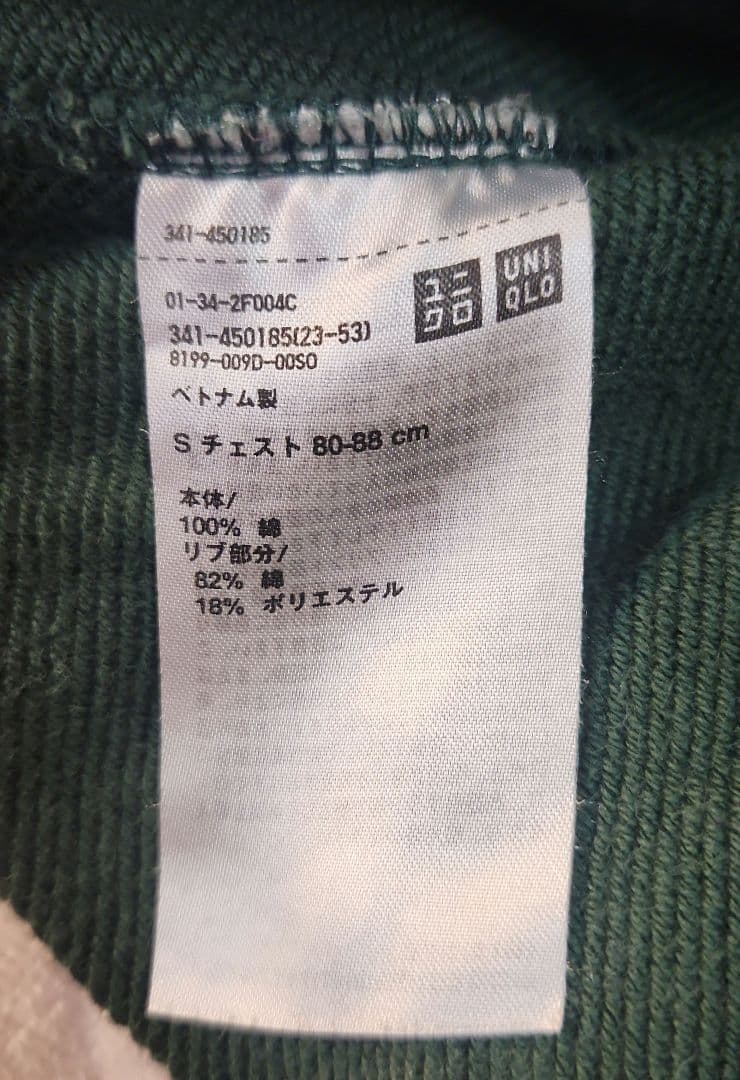 341-450185
ユニ
クロ
UNI
QLO
01-34-2F004C
341-450185(23-53)
8199-009D-00SO
ベトナム製
S チェスト 80-88 cm
本体/
100% 綿
リブ部分/
82% 綿
18% ポリエステル